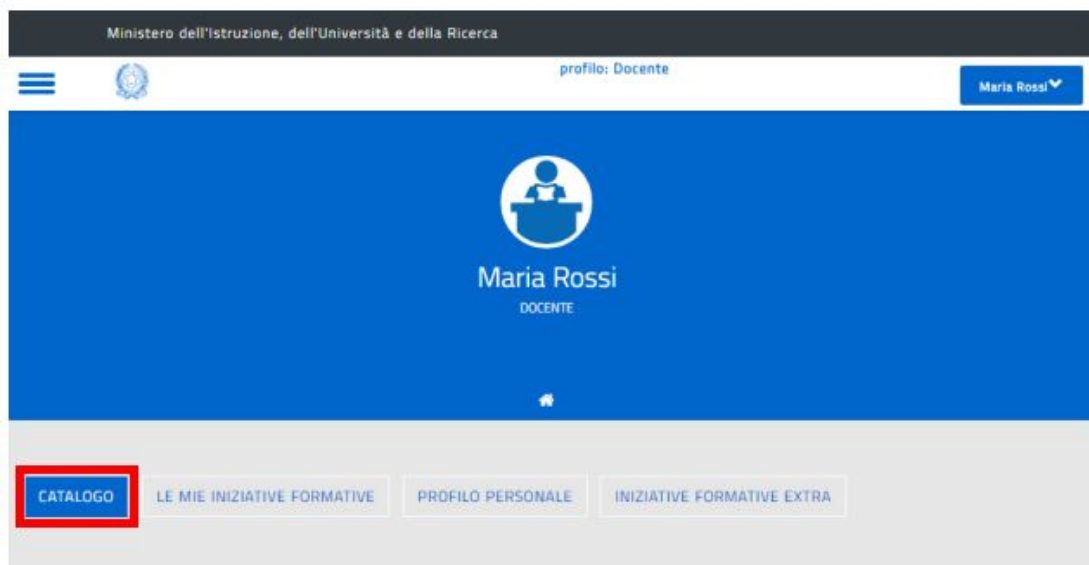 Ministero dell'Istruzione, dell'Università e della Ricerca
profilo: Docente
Maria Rossi
Maria Rossi
DOCENTE
CATALOGO LE MIE INIZIATIVE FORMATIVE PROFILO PERSONALE INIZIATIVE FORMATIVE EXTRA